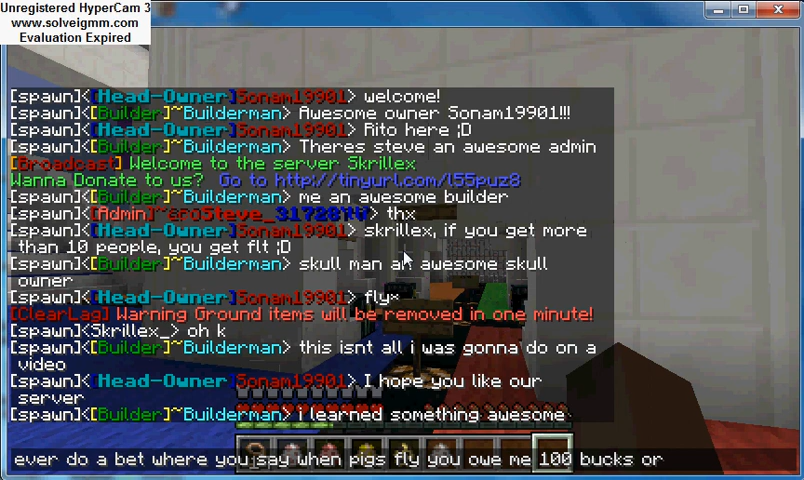 Unregistered HyperCam 3
www.solveigmm.com
Evaluation Expired
[spawn]<[Head-Owner]Sonam19901> welcome!
[spawn]<[Builder]~Builderman> Awesome owner Sonam19901!!!
[spawn]<[Builder]~Builderman> Rito here ;D
[spawn]<[Builder]~Builderman> Theres steve an awesome admin
[Broadcast] Welcome to the server Skrillex
Wanna Donate to us? Go to http://tinyurl.com/l55puz8
[spawn]<[Builder]~Builderman> me an awesome builder
[spawn]<[Admin]~ Steve_ > thx
[spawn]<[Head-Owner]Sonam19901> skrillex, if you get more
than 10 people, you get flt ;D
[spawn]<[Builder]~Builderman> skull man an awesome skull
owner
[spawn]<[Head-Owner]Sonam19901> fly*
[ClearLag] Warning Ground items will be removed in one minute!
[spawn]<Skrillex_> oh k
[spawn]<[Builder]~Builderman> this isnt all i was gonna do on a
video
[spawn]<[Head-Owner]Sonam19901> I hope you like our
server
[spawn]<[Builder]~Builderman> i learned something awesome
ever do a bet where you say when pigs fly you owe me 100 bucks or